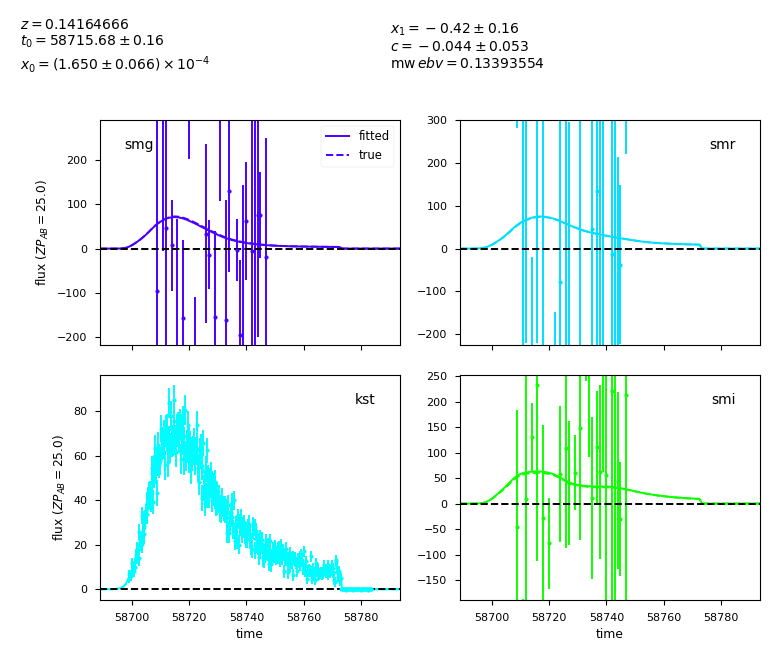 z = 0.14164666
t₀ = 58715.68 ± 0.16
x₀ = (1.650 ± 0.066) × 10⁻⁴
x₁ = −0.42 ± 0.16
c = −0.044 ± 0.053
mw ebv = 0.13393554
smg
fitted
true
flux (ZP_AB = 25.0)
200
100
0
−100
−200
smr
300
200
100
0
−100
−200
kst
flux (ZP_AB = 25.0)
80
60
40
20
0
58700 58720 58740 58760 58780
time
smi
250
200
150
100
50
0
−50
−100
−150
58700 58720 58740 58760 58780
time